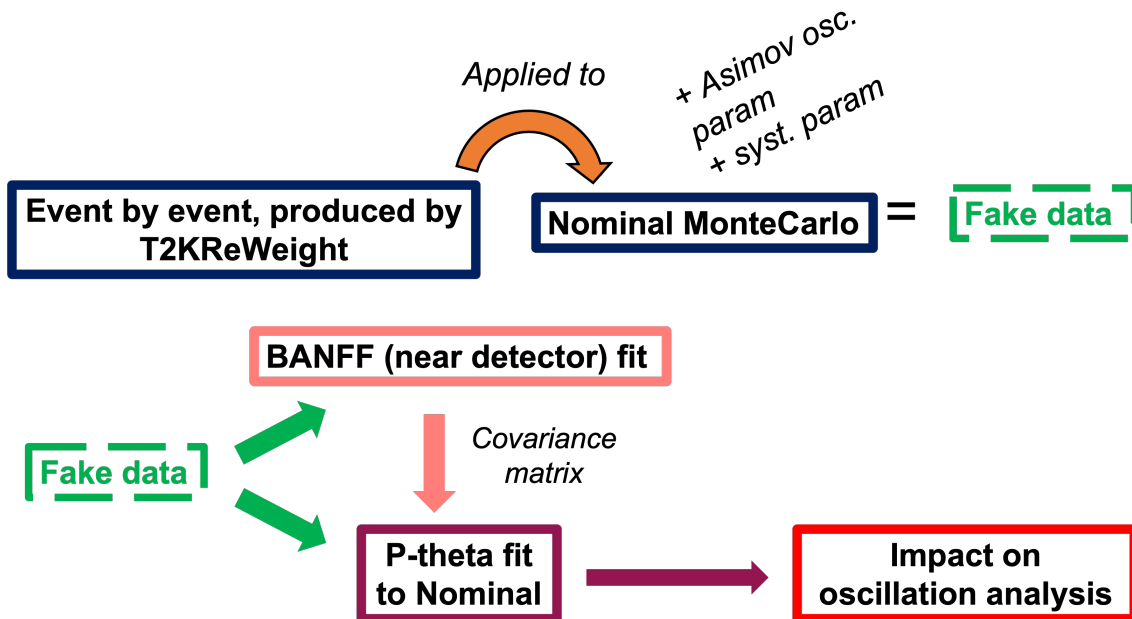 Applied to
+ Asimov osc.
param
+ syst. param
Event by event, produced by
T2KReWeight
Nominal MonteCarlo
=
Fake data
BANFF (near detector) fit
Covariance
matrix
Fake data
P-theta fit
to Nominal
Impact on
oscillation analysis